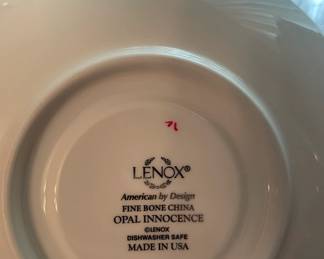 LENOX®
American by Design
FINE BONE CHINA
OPAL INNOCENCE
©LENOX
DISHWASHER SAFE
MADE IN USA